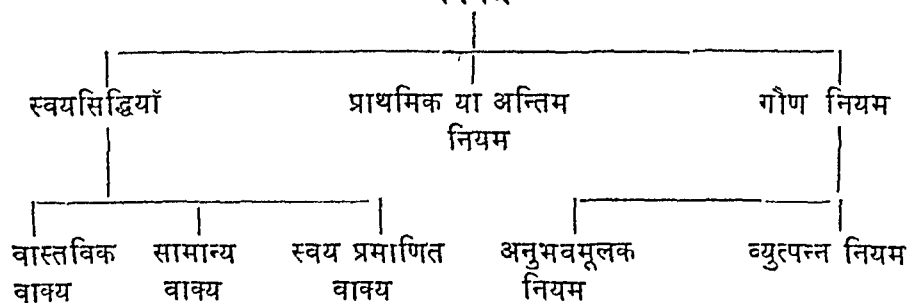 स्वयसिद्धियाँ प्राथमिक या अन्तिम गौण नियम
नियम
वास्तविक सामान्य स्वय प्रमाणित अनुभवमूलक व्युत्पन्न नियम
वाक्य वाक्य वाक्य नियम